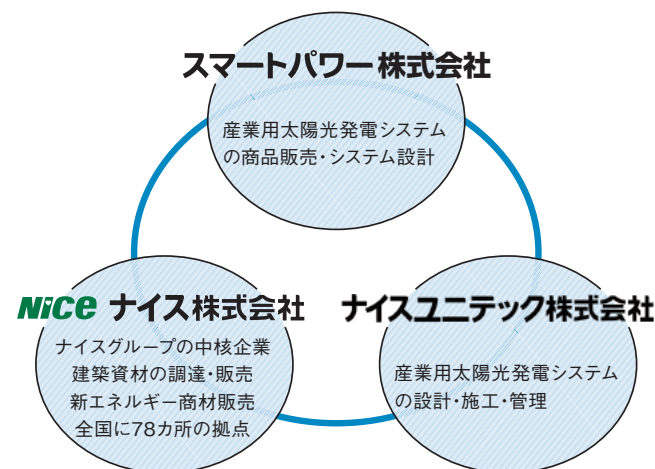 スマートパワー株式会社
産業用太陽光発電システム
の商品販売・システム設計
NiCe ナイス株式会社
ナイスグループの中核企業
建築資材の調達・販売
新エネルギー商材販売
全国に78カ所の拠点
ナイスユニテック株式会社
産業用太陽光発電システム
の設計・施工・管理